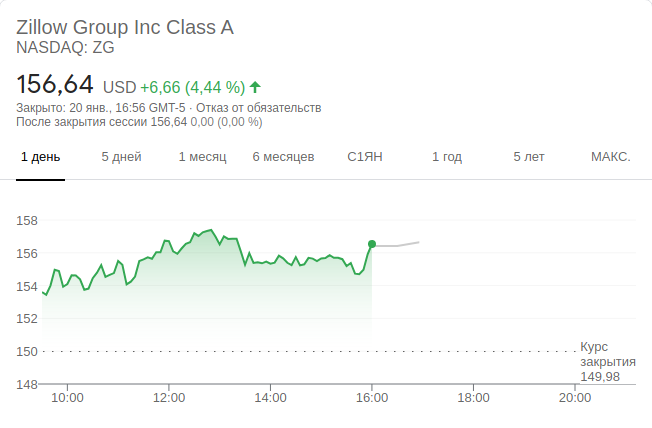 Zillow Group Inc Class A
NASDAQ: ZG
156,64 USD +6,66 (4,44 %)
Закрыто: 20 янв., 16:56 GMT-5 · Отказ от обязательств
После закрытия сессии 156,64 0,00 (0,00 %)
1 день 5 дней 1 месяц 6 месяцев С1ЯН 1 год 5 лет МАКС.
158
156
154
152
150
148
Курс
закрытия
149,98
10:00 12:00 14:00 16:00 18:00 20:00